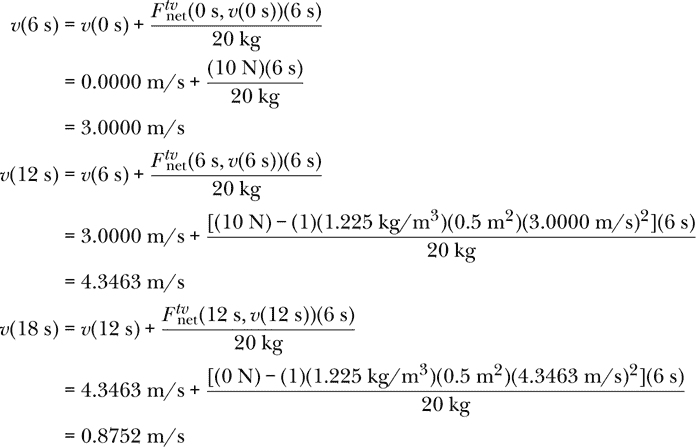 v(6 s) = v(0 s) + F^{tv}_{net}(0 s, v(0 s))(6 s) / 20 kg
= 0.0000 m/s + (10 N)(6 s) / 20 kg
= 3.0000 m/s
v(12 s) = v(6 s) + F^{tv}_{net}(6 s, v(6 s))(6 s) / 20 kg
= 3.0000 m/s + [(10 N) − (1)(1.225 kg/m³)(0.5 m²)(3.0000 m/s)²](6 s) / 20 kg
= 4.3463 m/s
v(18 s) = v(12 s) + F^{tv}_{net}(12 s, v(12 s))(6 s) / 20 kg
= 4.3463 m/s + [(0 N) − (1)(1.225 kg/m³)(0.5 m²)(4.3463 m/s)²](6 s) / 20 kg
= 0.8752 m/s